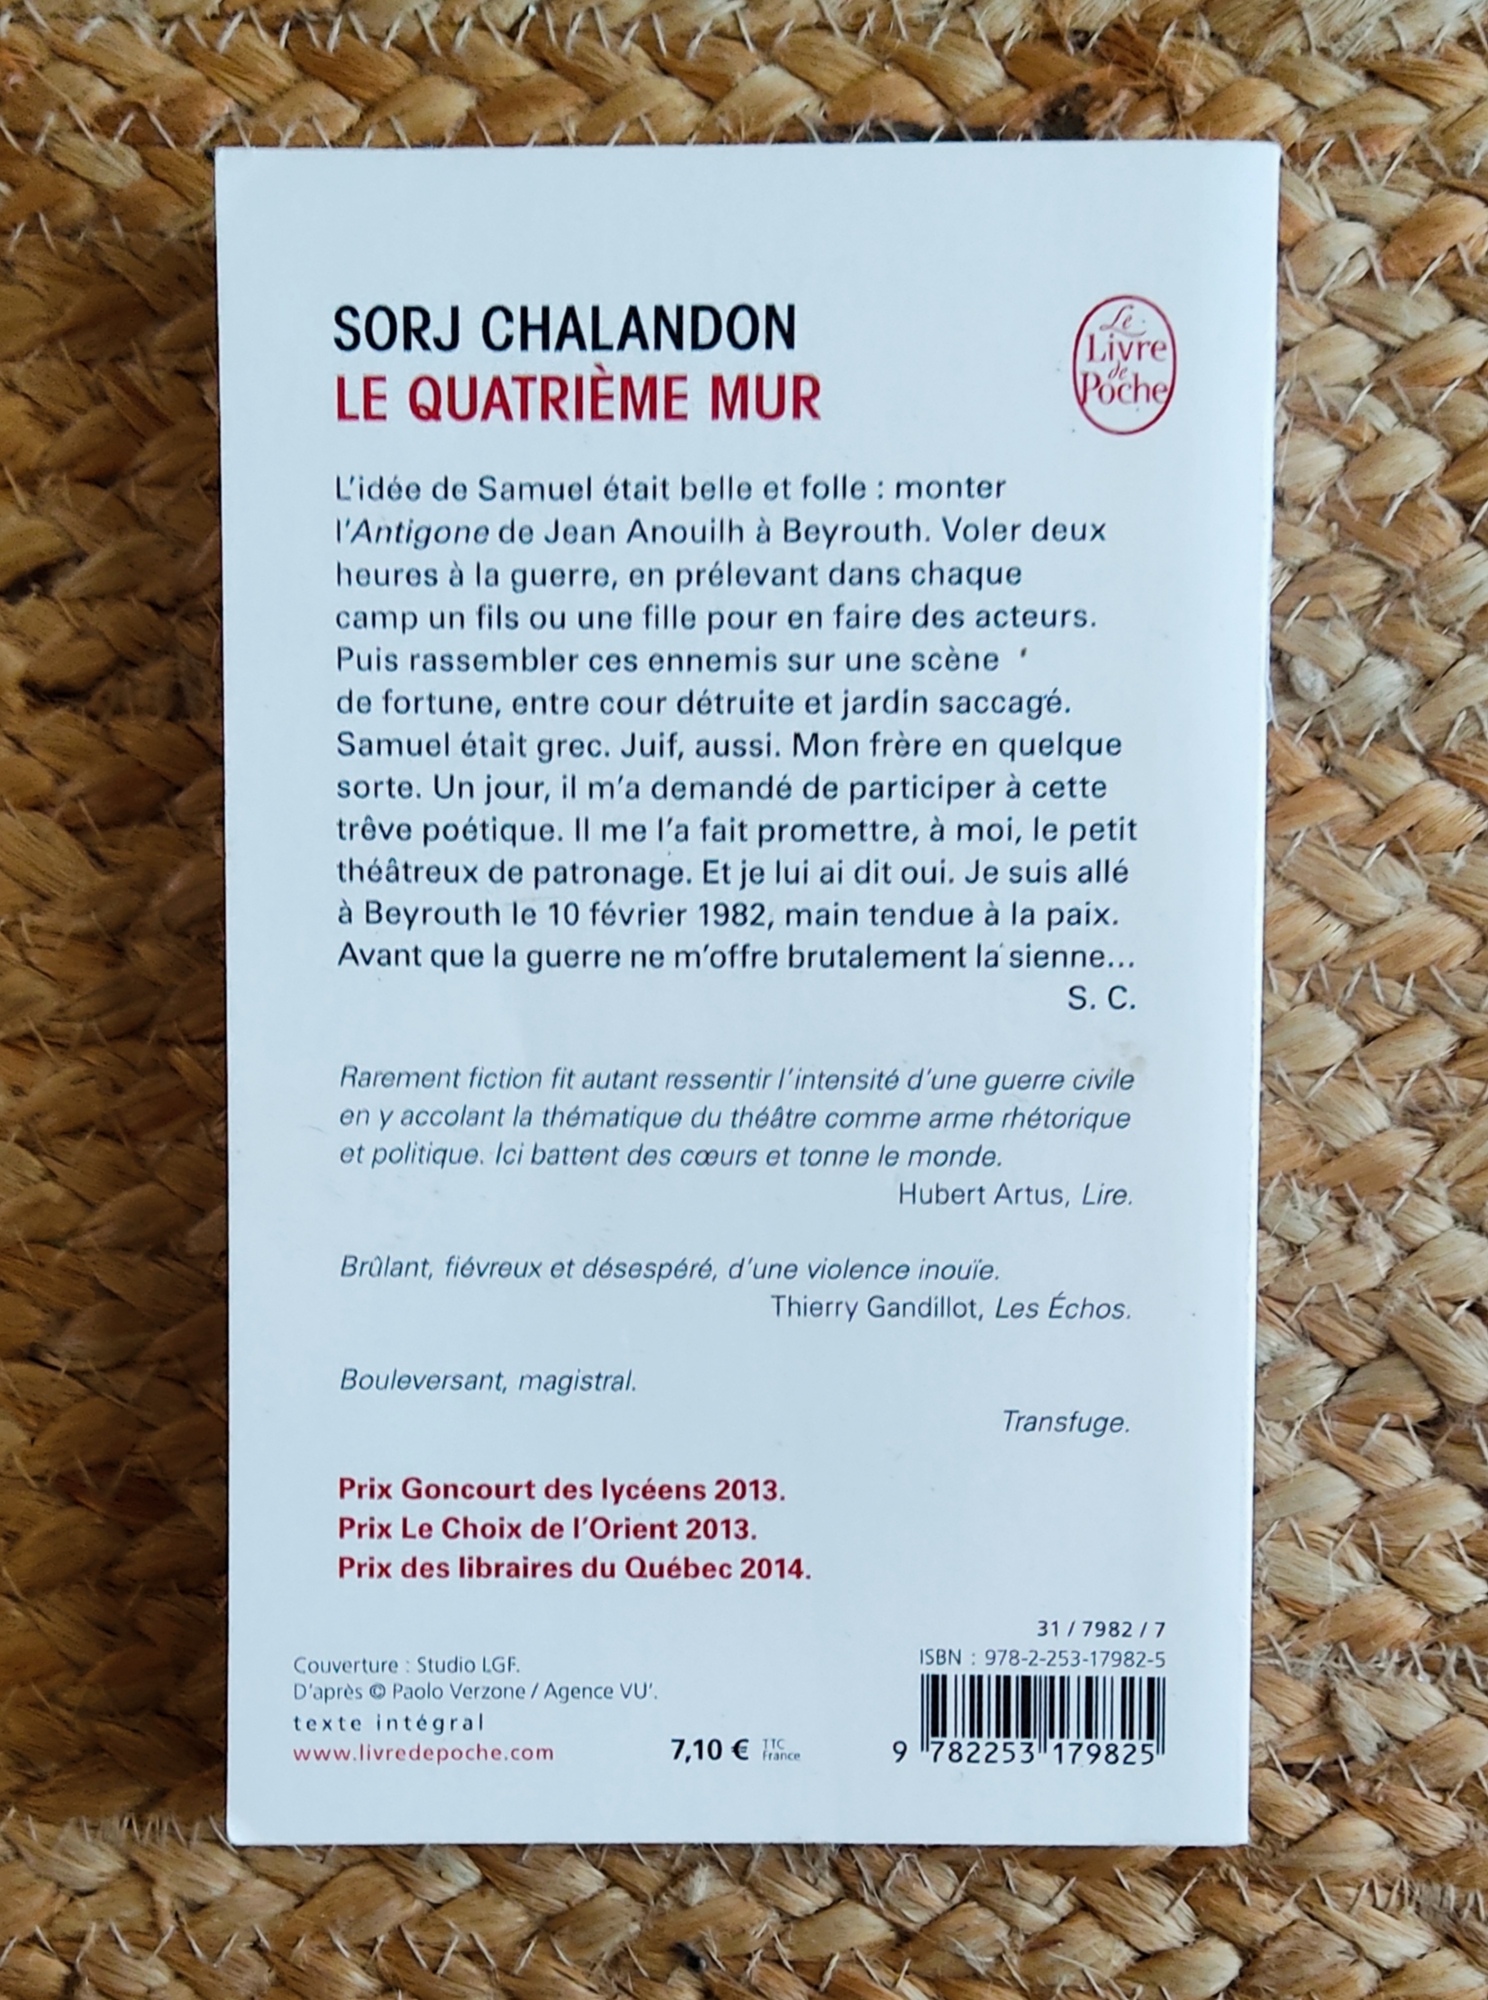 SORJ CHALANDON
LE QUATRIÈME MUR
Le
Livre
de
Poche
L'idée de Samuel était belle et folle : monter
l'Antigone de Jean Anouilh à Beyrouth. Voler deux
heures à la guerre, en prélevant dans chaque
camp un fils ou une fille pour en faire des acteurs.
Puis rassembler ces ennemis sur une scène
de fortune, entre cour détruite et jardin saccagé.
Samuel était grec. Juif, aussi. Mon frère en quelque
sorte. Un jour, il m'a demandé de participer à cette
trêve poétique. Il me l'a fait promettre, à moi, le petit
théâtreux de patronage. Et je lui ai dit oui. Je suis allé
à Beyrouth le 10 février 1982, main tendue à la paix.
Avant que la guerre ne m'offre brutalement la sienne...
S. C.
Rarement fiction fit autant ressentir l'intensité d'une guerre civile
en y accolant la thématique du théâtre comme arme rhétorique
et politique. Ici battent des cœurs et tonne le monde.
Hubert Artus, Lire.
Brûlant, fiévreux et désespéré, d'une violence inouïe.
Thierry Gandillot, Les Échos.
Bouleversant, magistral.
Transfuge.
Prix Goncourt des lycéens 2013.
Prix Le Choix de l'Orient 2013.
Prix des libraires du Québec 2014.
Couverture : Studio LGF.
D'après © Paolo Verzone / Agence VU'.
texte intégral
www.livredepoche.com
7,10 € TTC
France
31 / 7982 / 7
ISBN : 978-2-253-17982-5
9 782253 179825